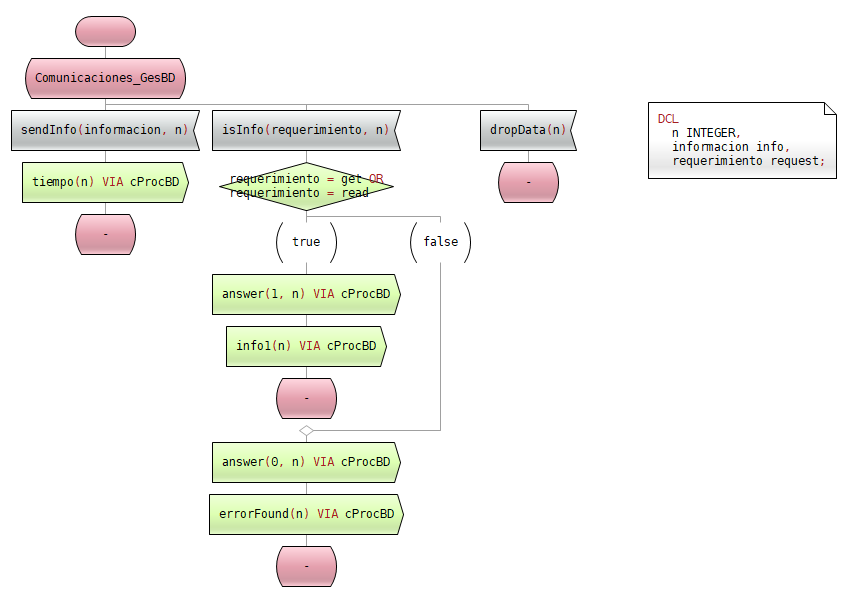 Comunicaciones_GesBD
sendInfo(informacion, n)
isInfo(requerimiento, n)
dropData(n)
DCL
n INTEGER,
informacion info,
requerimiento request;
tiempo(n) VIA cProcBD
requerimiento = get OR
requerimiento = read
-
-
true
false
answer(1, n) VIA cProcBD
info1(n) VIA cProcBD
-
answer(0, n) VIA cProcBD
errorFound(n) VIA cProcBD
-